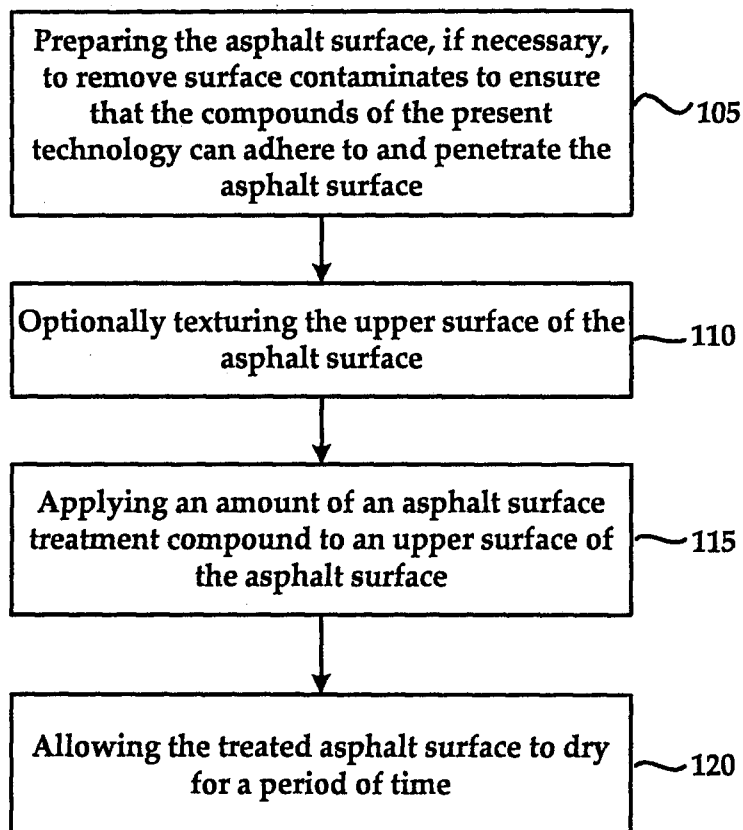 Preparing the asphalt surface, if necessary,
to remove surface contaminates to ensure
that the compounds of the present
technology can adhere to and penetrate the
asphalt surface
105
Optionally texturing the upper surface of the
asphalt surface
110
Applying an amount of an asphalt surface
treatment compound to an upper surface of
the asphalt surface
115
Allowing the treated asphalt surface to dry
for a period of time
120